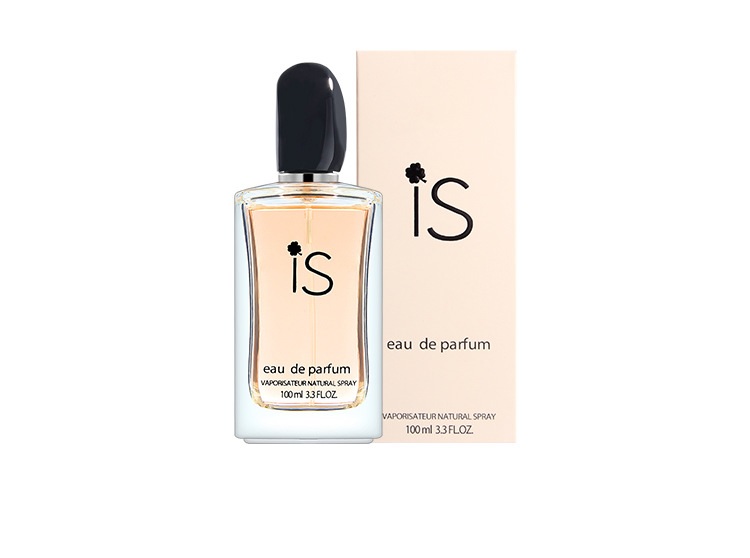 is
eau de parfum
VAPORISATEUR NATURAL SPRAY
100 ml 3.3 FL.OZ.
is
eau de parfum
VAPORISATEUR NATURAL SPRAY
100 ml 3.3 FL.OZ.